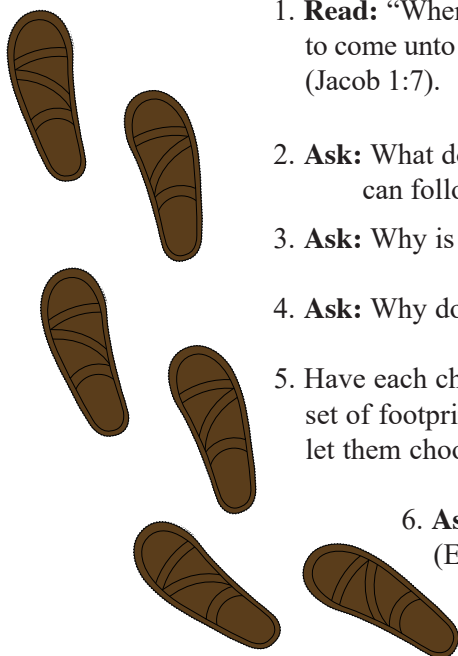 1. Read: “When
to come unto
(Jacob 1:7).
2. Ask: What do
can follo
3. Ask: Why is
4. Ask: Why do
5. Have each ch
set of footpri
let them choo
6. As
(E